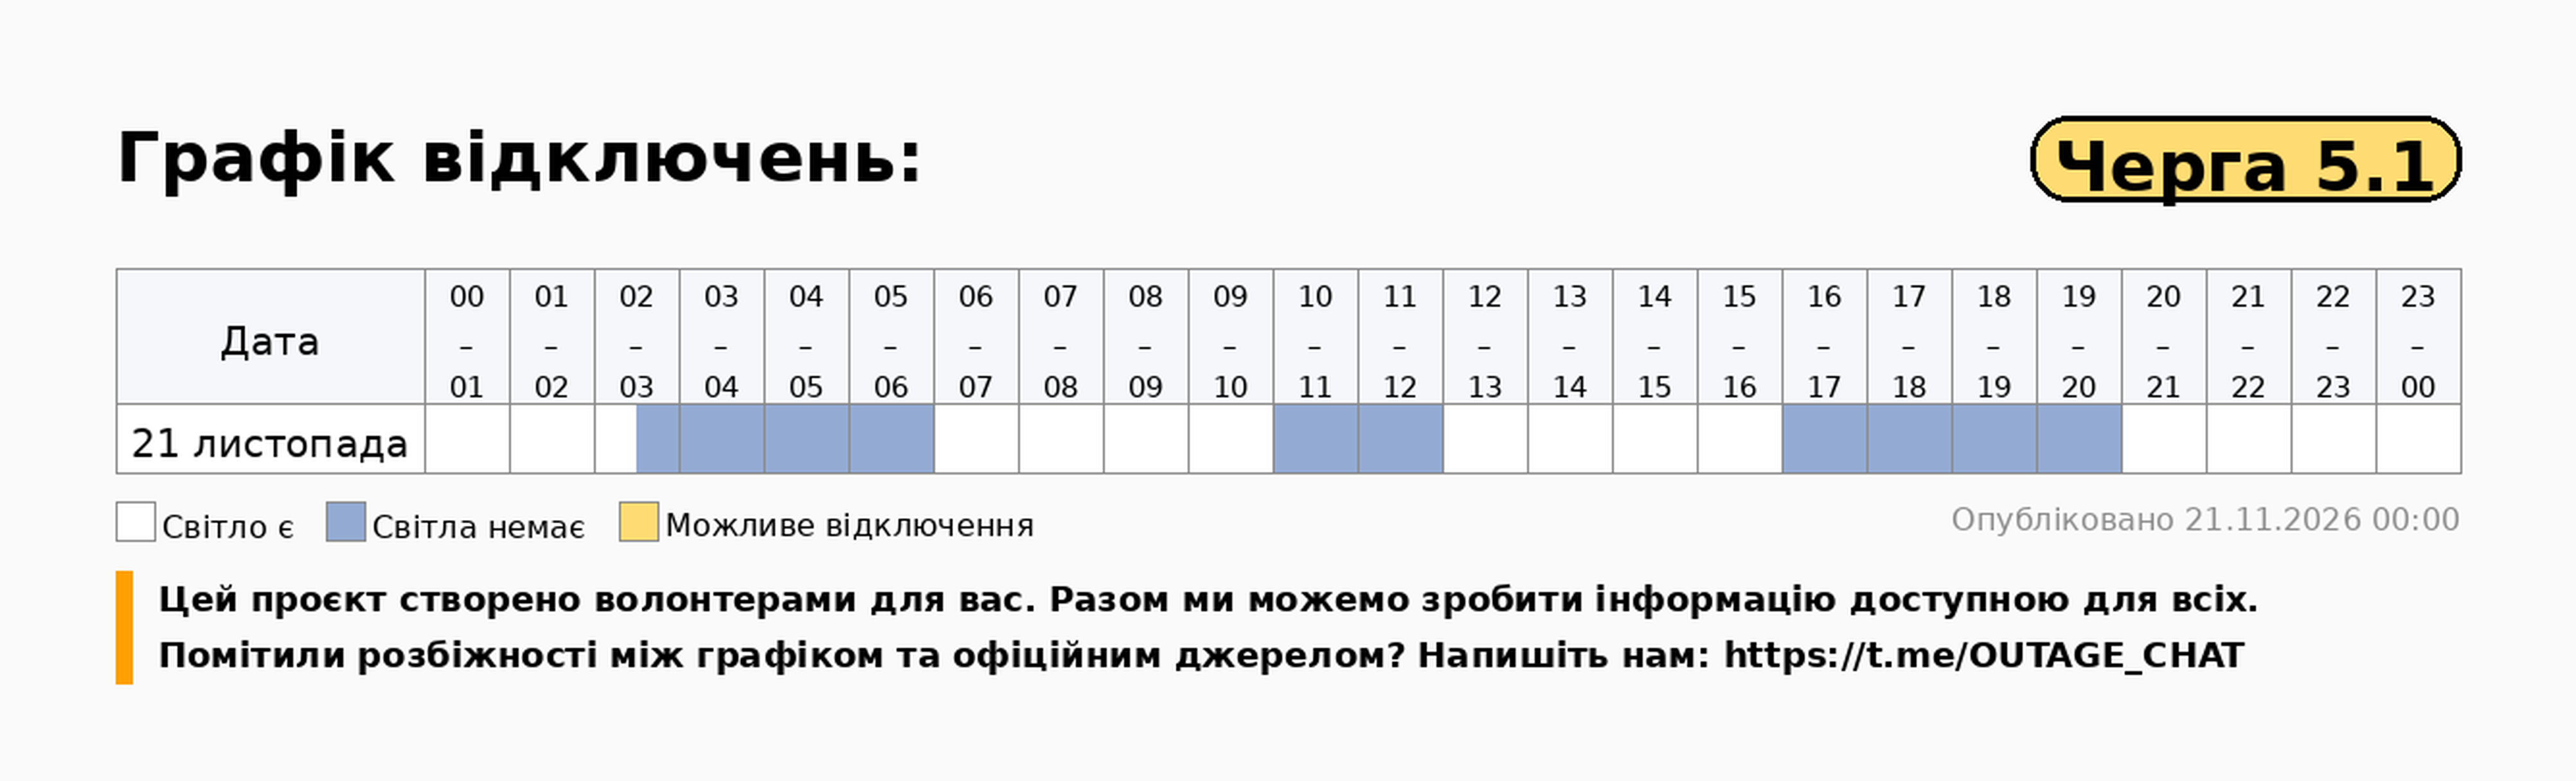 Графік відключень:
Черга 5.1
Дата 00 – 01 01 – 02 02 – 03 03 – 04 04 – 05 05 – 06 06 – 07 07 – 08 08 – 09 09 – 10 10 – 11 11 – 12 12 – 13 13 – 14 14 – 15 15 – 16 16 – 17 17 – 18 18 – 19 19 – 20 20 – 21 21 – 22 22 – 23 23 – 00
21 листопада
Світло є Світла немає Можливе відключення
Опубліковано 21.11.2026 00:00
Цей проєкт створено волонтерами для вас. Разом ми можемо зробити інформацію доступною для всіх.
Помітили розбіжності між графіком та офіційним джерелом? Напишіть нам: https://t.me/OUTAGE_CHAT